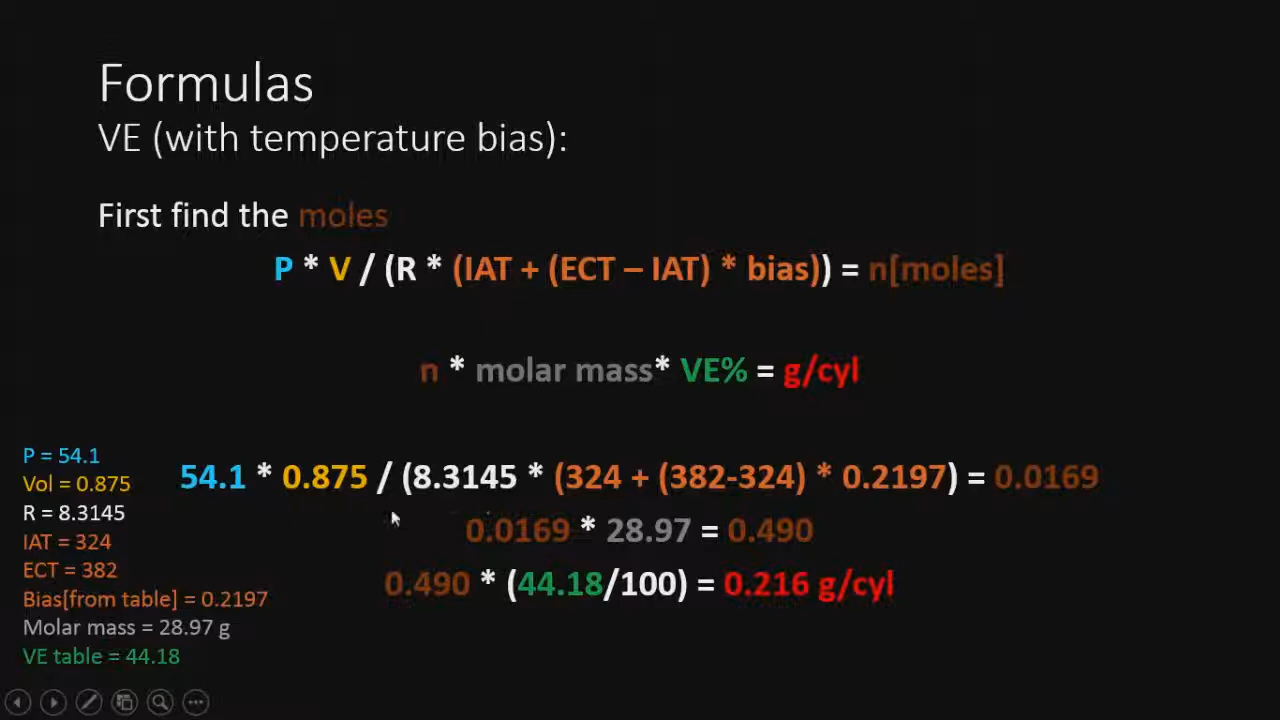 Formulas
VE (with temperature bias):
First find the moles
P * V / (R * (IAT + (ECT – IAT) * bias)) = n[moles]
n * molar mass* VE% = g/cyl
P = 54.1
Vol = 0.875
R = 8.3145
IAT = 324
ECT = 382
Bias[from table] = 0.2197
Molar mass = 28.97 g
VE table = 44.18
54.1 * 0.875 / (8.3145 * (324 + (382-324) * 0.2197) = 0.0169
0.0169 * 28.97 = 0.490
0.490 * (44.18/100) = 0.216 g/cyl